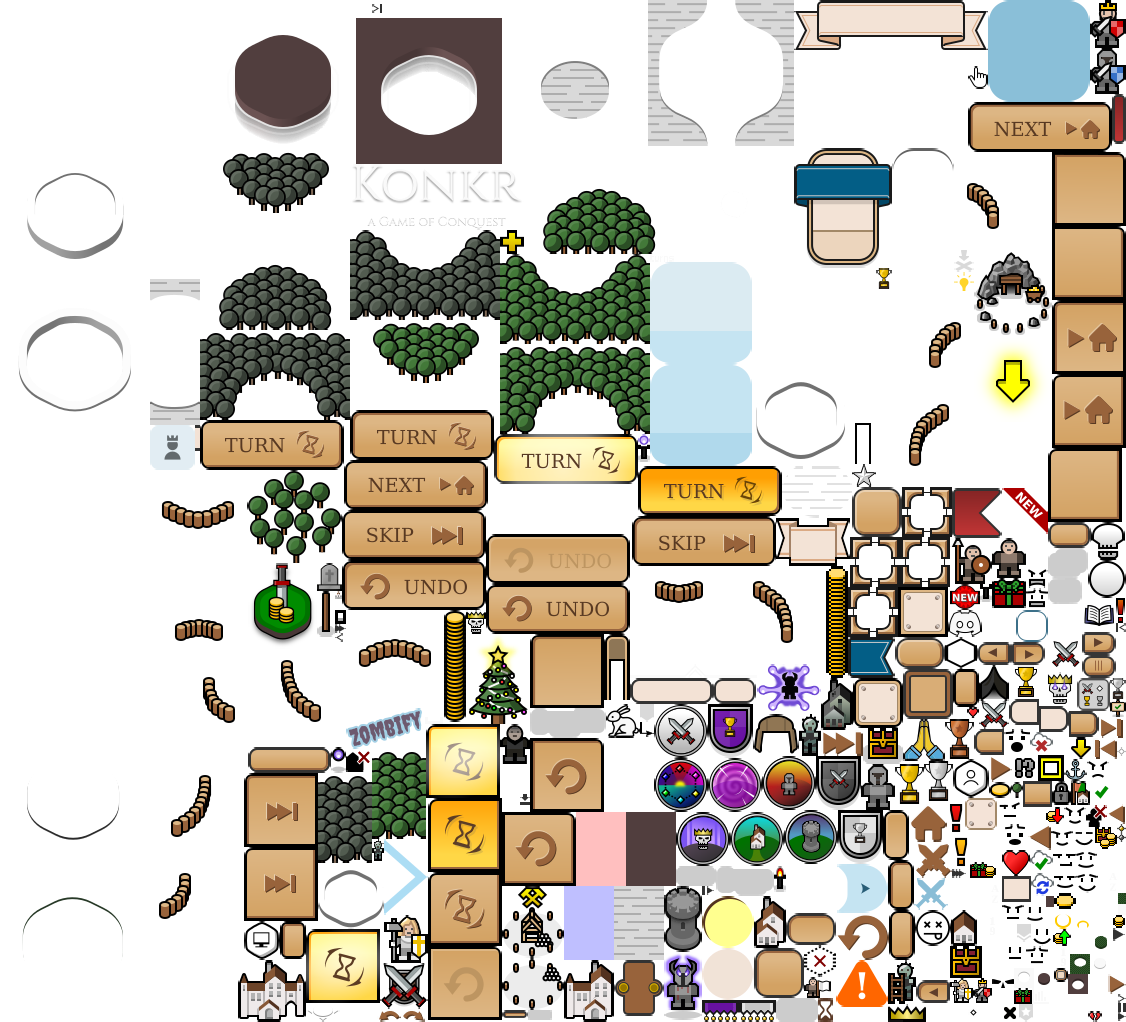 NEXT
KONKR
A GAME OF CONQUEST
TURN
TURN
TURN
NEXT
TURN
SKIP
SKIP
UNDO
UNDO
UNDO
NEW
NEW
ZOMBIFY